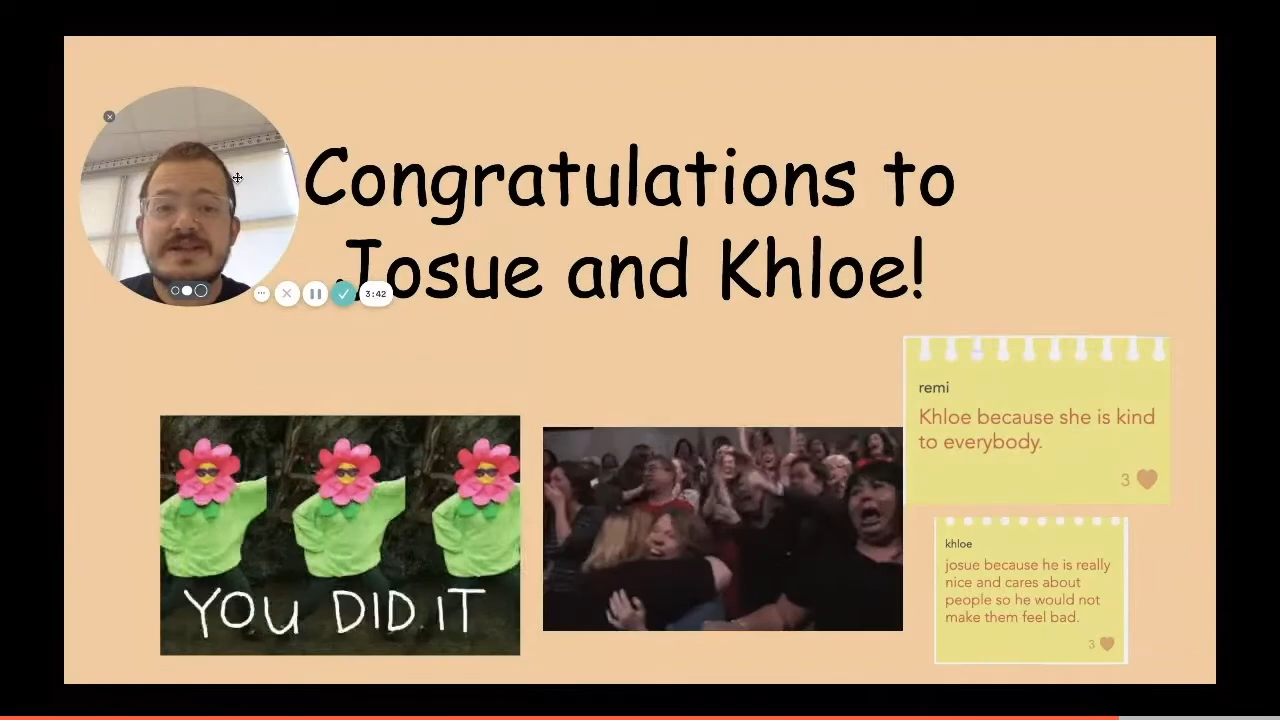 Congratulations to
Josue and Khloe!
3:42
remi
Khloe because she is kind
to everybody.
3
YOU DID IT
khloe
josue because he is really
nice and cares about
people so he would not
make them feel bad.
3